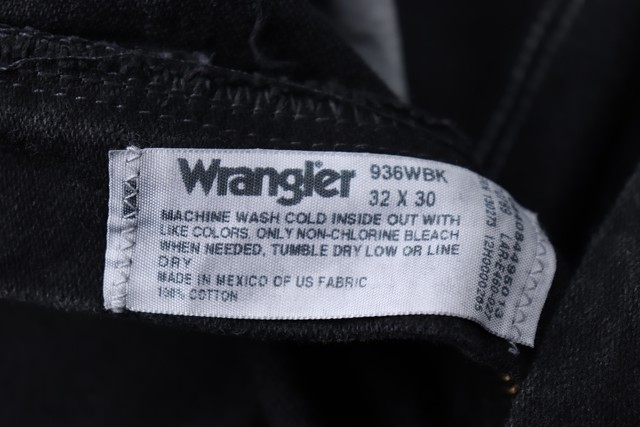 Wrangler 936WBK
32 X 30
MACHINE WASH COLD INSIDE OUT WITH
LIKE COLORS, ONLY NON-CHLORINE BLEACH
WHEN NEEDED, TUMBLE DRY LOW OR LINE
DRY
MADE IN MEXICO OF US FABRIC
100% COTTON